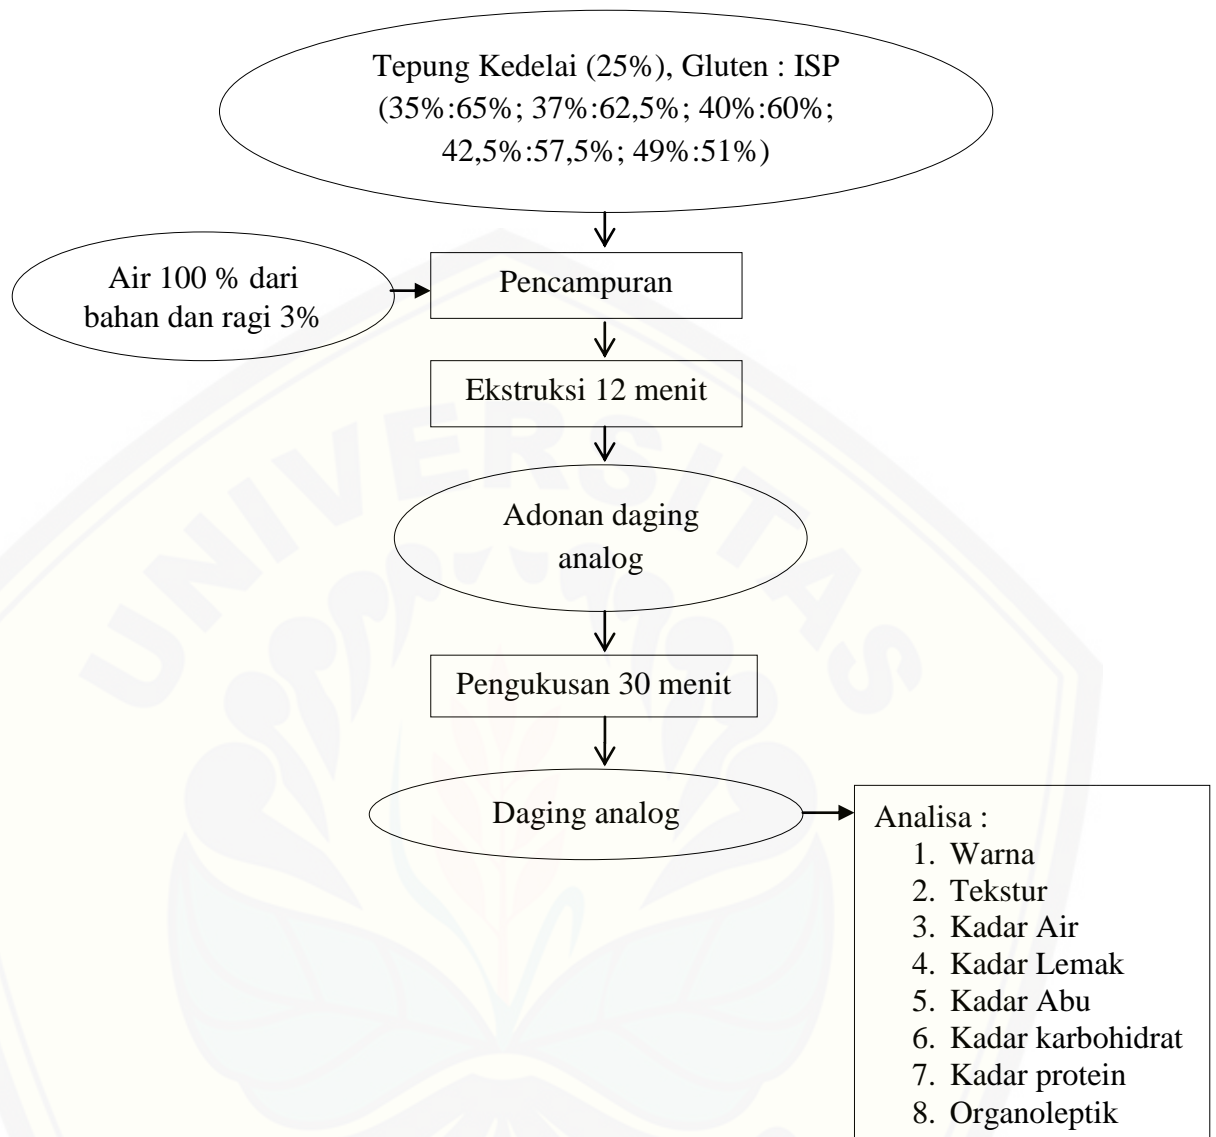 Tepung Kedelai (25%), Gluten : ISP
(35%:65%; 37%:62,5%; 40%:60%;
42,5%:57,5%; 49%:51%)
Air 100 % dari
bahan dan ragi 3%
Pencampuran
Ekstruksi 12 menit
Adonan daging
analog
Pengukusan 30 menit
Daging analog
Analisa :
1. Warna
2. Tekstur
3. Kadar Air
4. Kadar Lemak
5. Kadar Abu
6. Kadar karbohidrat
7. Kadar protein
8. Organoleptik
UNIVERSITAS